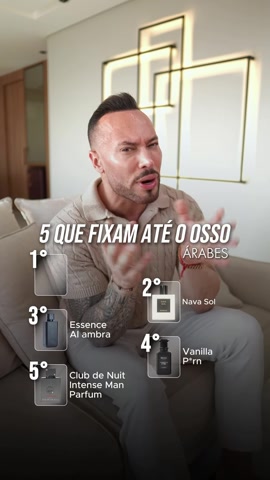 5 QUE FIXAM ATÉ O OSSO
ÁRABES
1°
2°
Nava Sol
3°
Essence
Al ambra
4°
Vanilla
P*rn
5°
Club de Nuit
Intense Man
Parfum